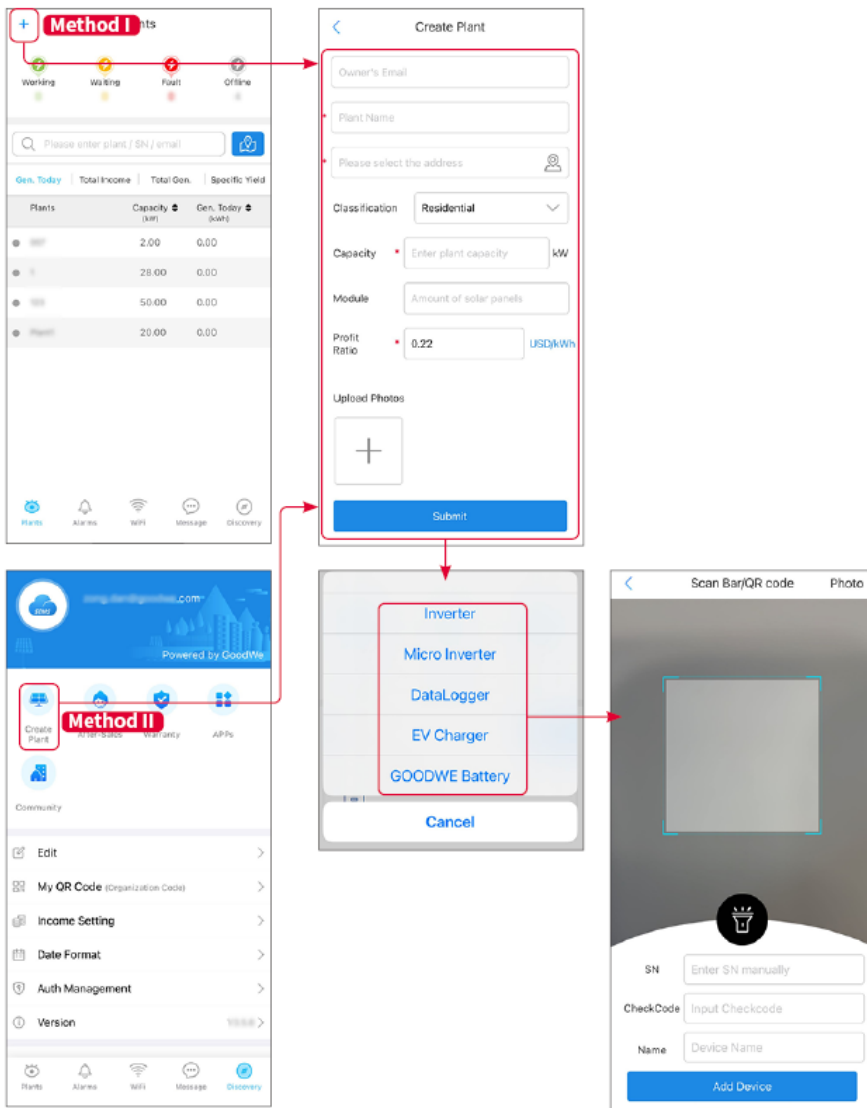 + Method I nts
Working Waiting Fault Offline
Please enter plant / SN / email
Gen. Today Total Income Total Gen. Specific Yield
Plants Capacity (kW) Gen. Today (kWh)
2.00 0.00
28.00 0.00
50.00 0.00
20.00 0.00
Plants Alarms WiFi Message Discovery
Create Plant
Owner's Email
* Plant Name
* Please select the address
Classification Residential
Capacity * Enter plant capacity kW
Module Amount of solar panels
Profit Ratio * 0.22 USD/kWh
Upload Photos
Submit
SEMS .com
Powered by GoodWe
Create Plant Method II After-Sales Warranty APPs
Community
Edit
My QR Code (Organization Code)
Income Setting
Date Format
Auth Management
Version
Plants Alarms WiFi Message Discovery
Inverter
Micro Inverter
DataLogger
EV Charger
GOODWE Battery
Cancel
Scan Bar/QR code Photo
SN Enter SN manually
CheckCode Input Checkcode
Name Device Name
Add Device